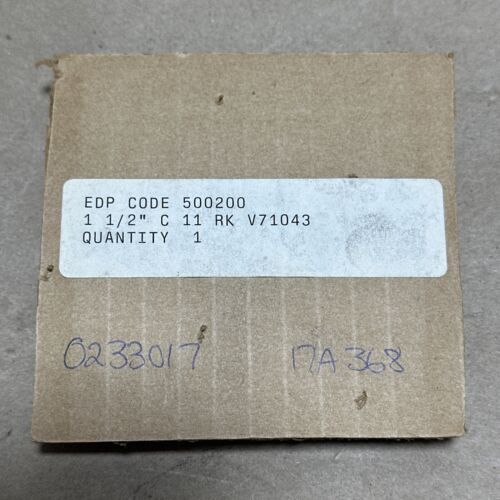 EDP CODE 500200
1 1/2" C 11 RK V71043
QUANTITY 1
0233017 17A368